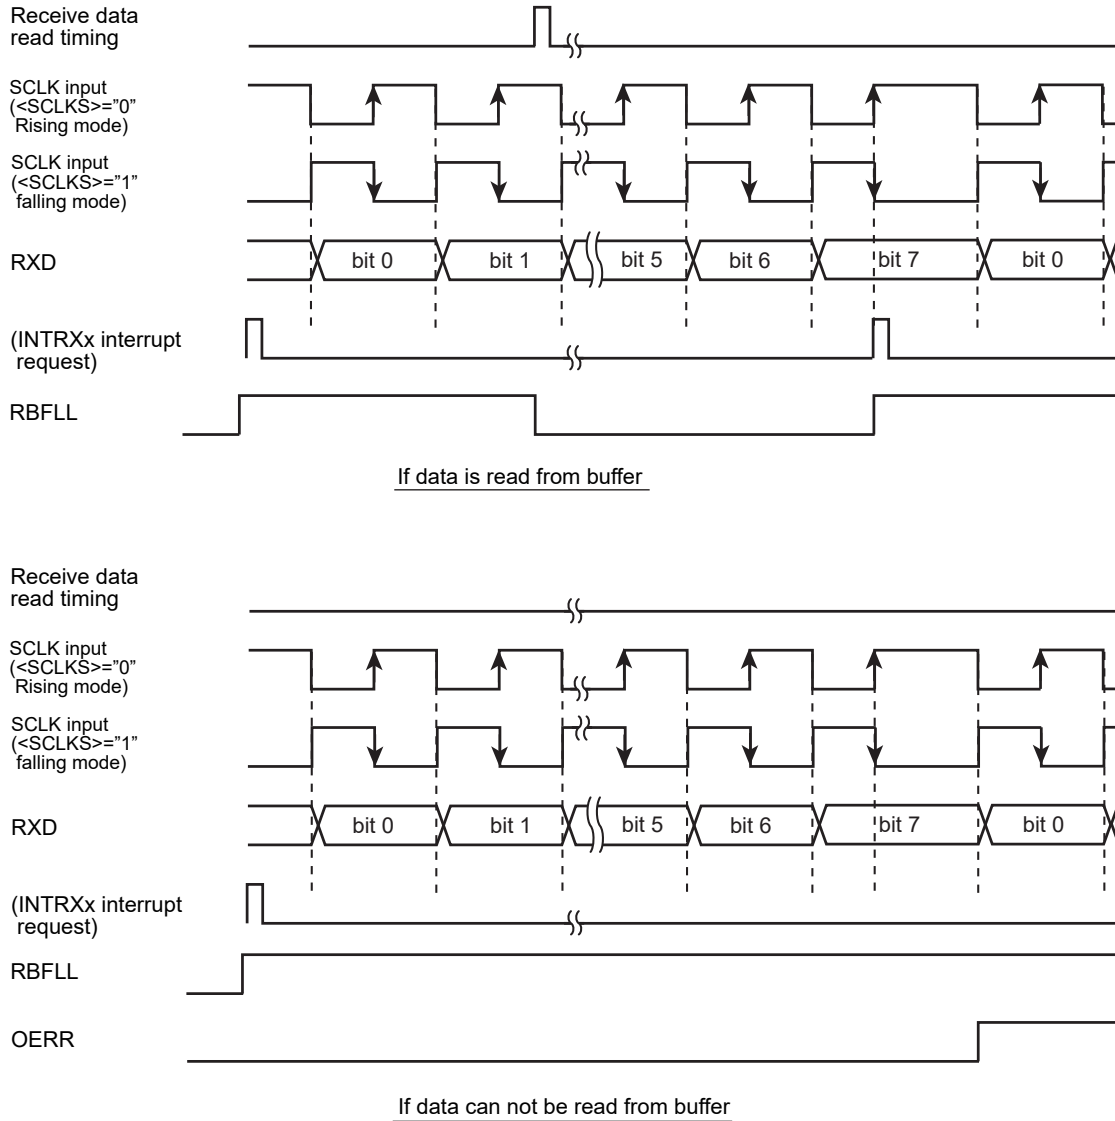 Receive data
read timing
SCLK input
(<SCLKS>=”0”
Rising mode)
SCLK input
(<SCLKS>=”1”
falling mode)
RXD
bit 0
bit 1
bit 5
bit 6
bit 7
bit 0
(INTRXx interrupt
request)
RBFLL
If data is read from buffer
Receive data
read timing
SCLK input
(<SCLKS>=”0”
Rising mode)
SCLK input
(<SCLKS>=”1”
falling mode)
RXD
bit 0
bit 1
bit 5
bit 6
bit 7
bit 0
(INTRXx interrupt
request)
RBFLL
OERR
If data can not be read from buffer